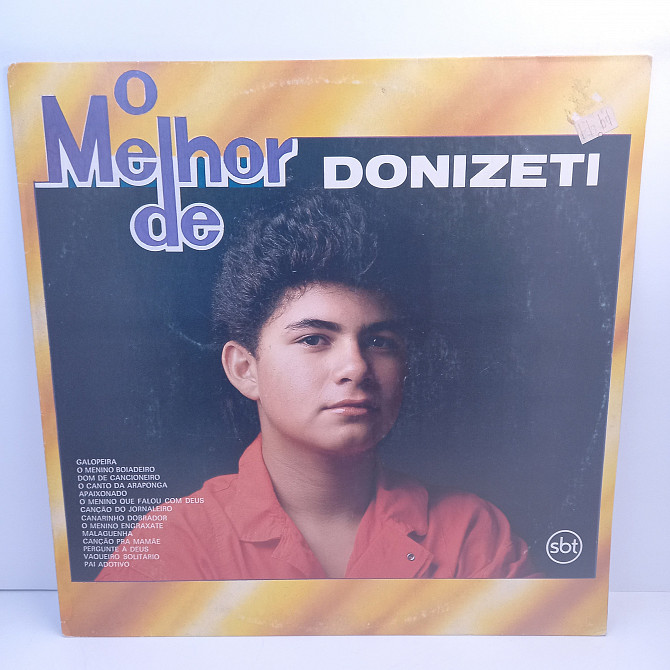 O
Melhor
de
DONIZETI
GALOPEIRA
O MENINO BOIADEIRO
DOM DE CANCIONEIRO
O CANTO DA ARAPONGA
APAIXONADO
O MENINO QUE FALOU COM DEUS
CANÇÃO DO JORNALEIRO
CANARINHO DOBRADOR
O MENINO ENGRAXATE
MALAGUENHA
CANÇÃO PRA MAMÃE
PERGUNTE À DEUS
VAQUEIRO SOLITÁRIO
PAI ADOTIVO
sbt